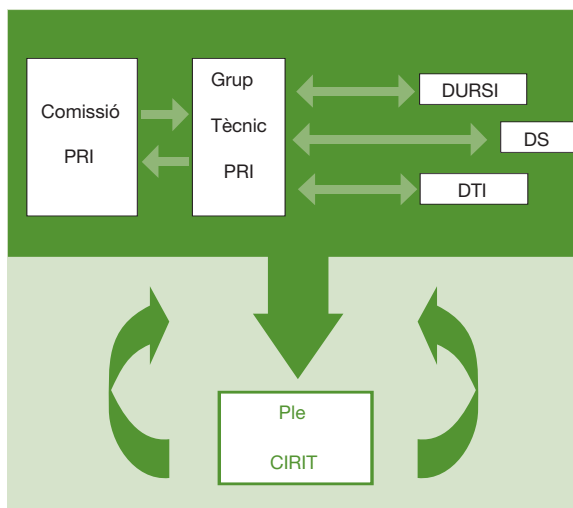 Comissió
PRI
Grup
Tècnic
PRI
DURSI
DS
DTI
Ple
CIRIT